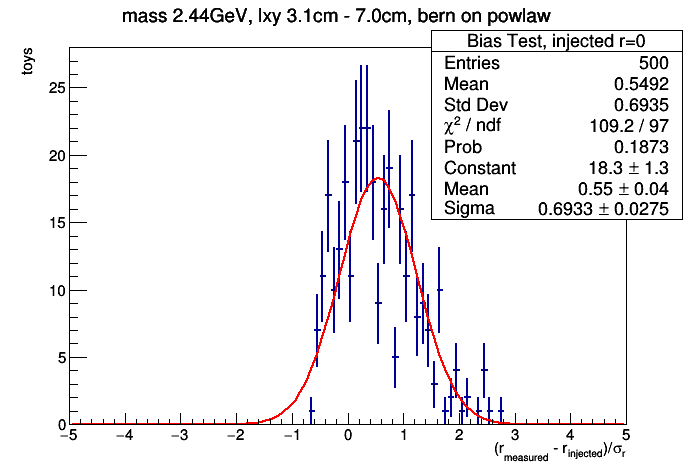 mass 2.44GeV, lxy 3.1cm - 7.0cm, bern on powlaw
Bias Test, injected r=0
Entries 500
Mean 0.5492
Std Dev 0.6935
χ² / ndf 109.2 / 97
Prob 0.1873
Constant 18.3 ± 1.3
Mean 0.55 ± 0.04
Sigma 0.6933 ± 0.0275
toys
25
20
15
10
5
0
−5 −4 −3 −2 −1 0 1 2 3 4 5
(r_measured - r_injected)/σ_r